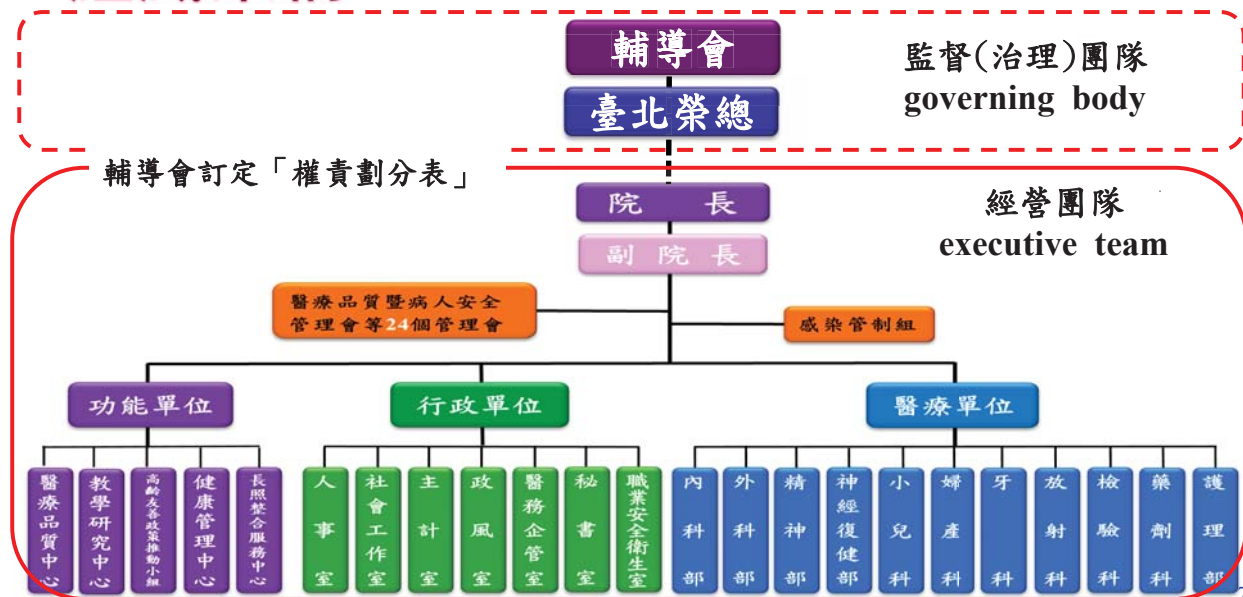 輔導會
監督(治理)團隊
governing body
臺北榮總
輔導會訂定「權責劃分表」
院長
經營團隊
executive team
副院長
醫療品質暨病人安全
管理會等24個管理會
感染管制組
功能單位
行政單位
醫療單位
醫療品質中心
教學研究中心
高齡友善政策推動小組
健康管理中心
長照整合服務中心
人事室
社會工作室
主計室
政風室
醫務企管室
秘書室
職業安全衛生室
內科部
外科部
精神部
神經復健部
小兒科
婦產科
牙科
放射科
檢驗科
藥劑科
護理部